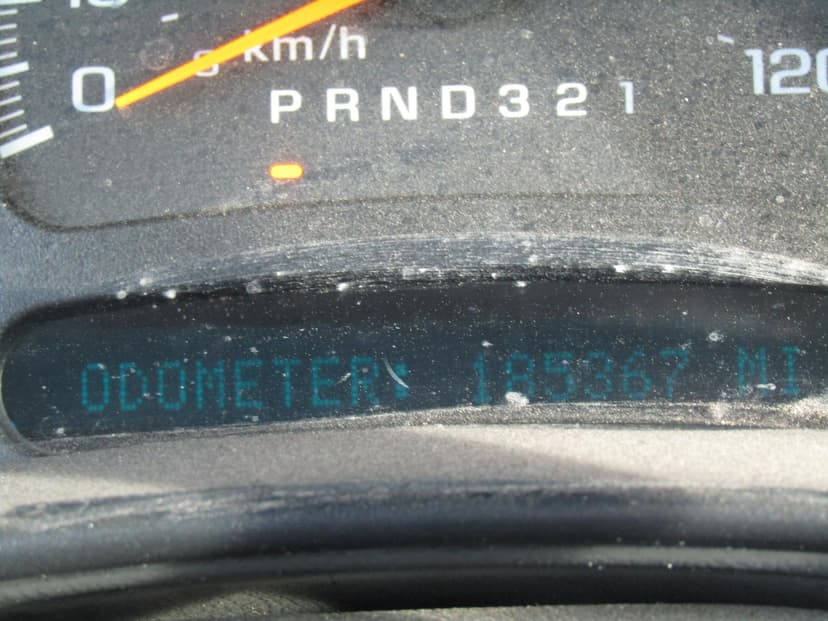 km/h
0
120
PRND321
ODOMETER: 185367 MI